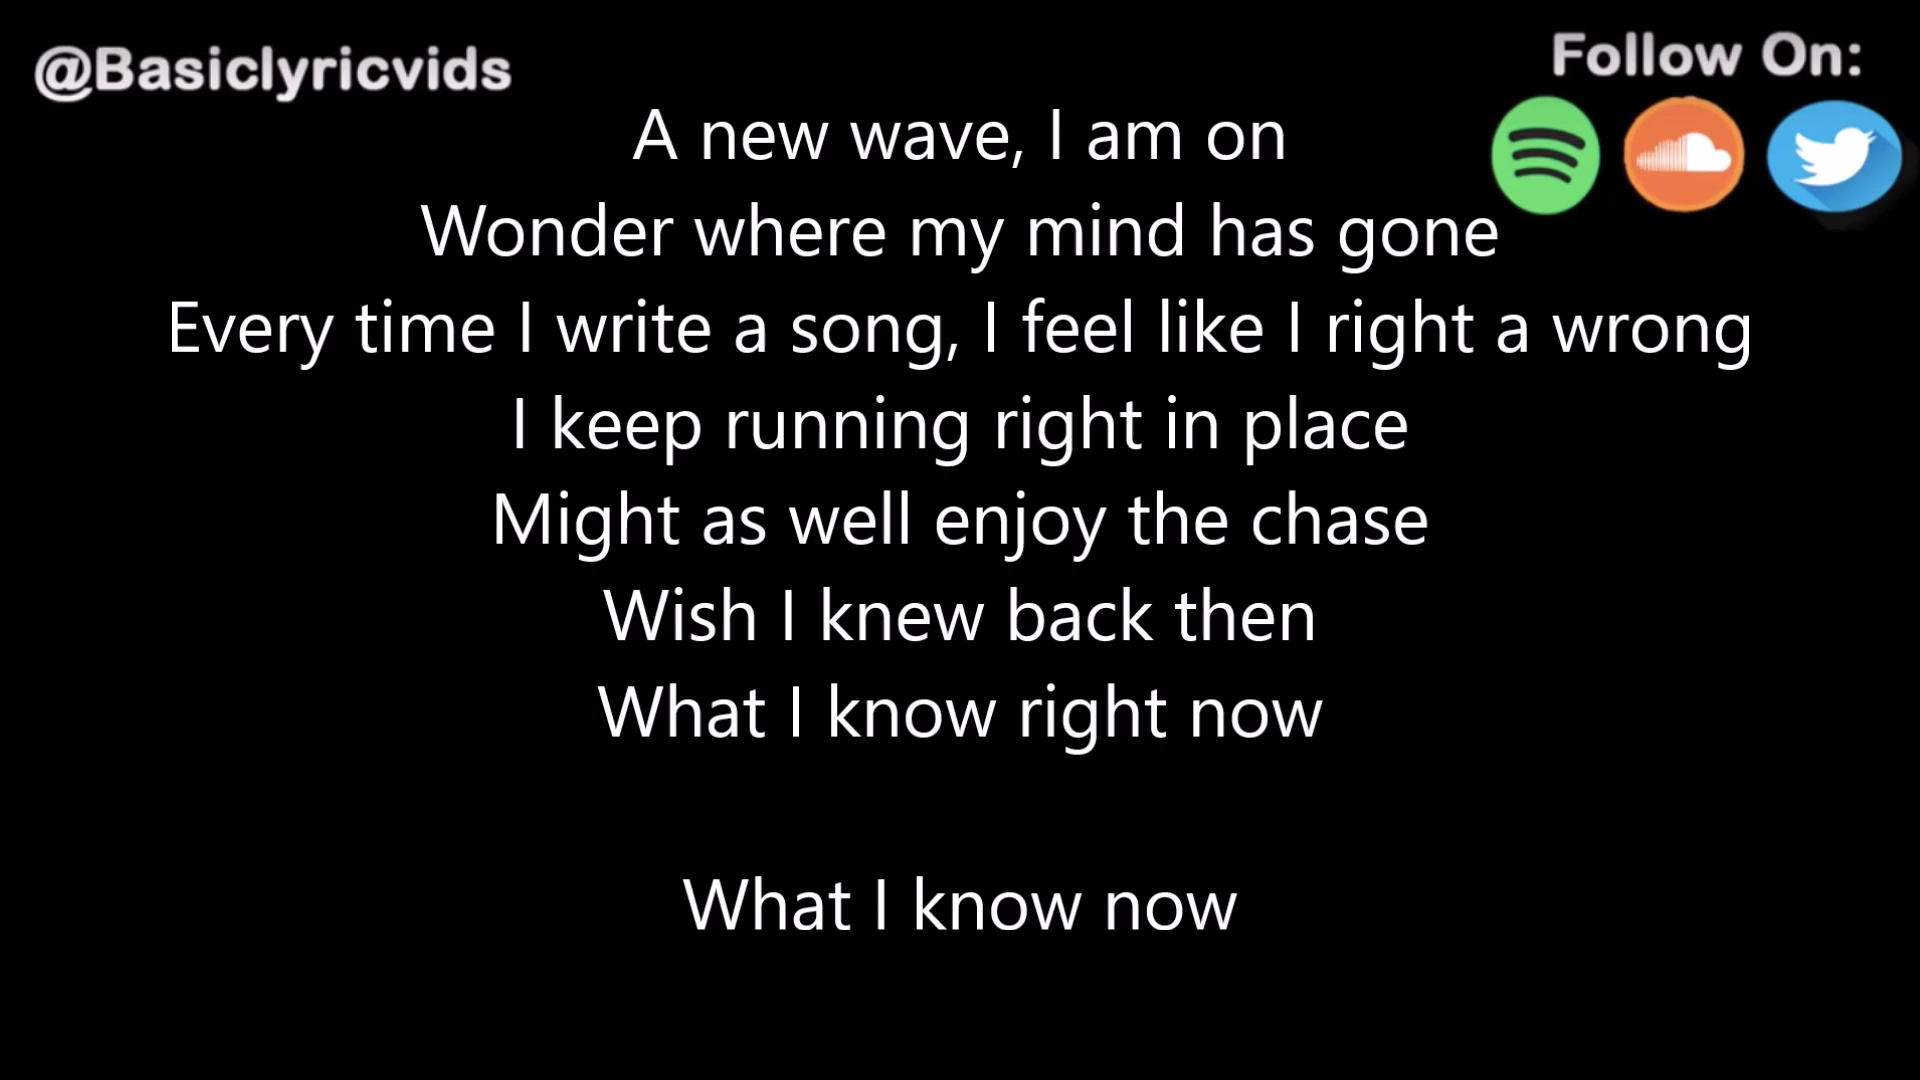 @Basiclyricvids
Follow On:
A new wave, I am on
Wonder where my mind has gone
Every time I write a song, I feel like I right a wrong
I keep running right in place
Might as well enjoy the chase
Wish I knew back then
What I know right now
What I know now